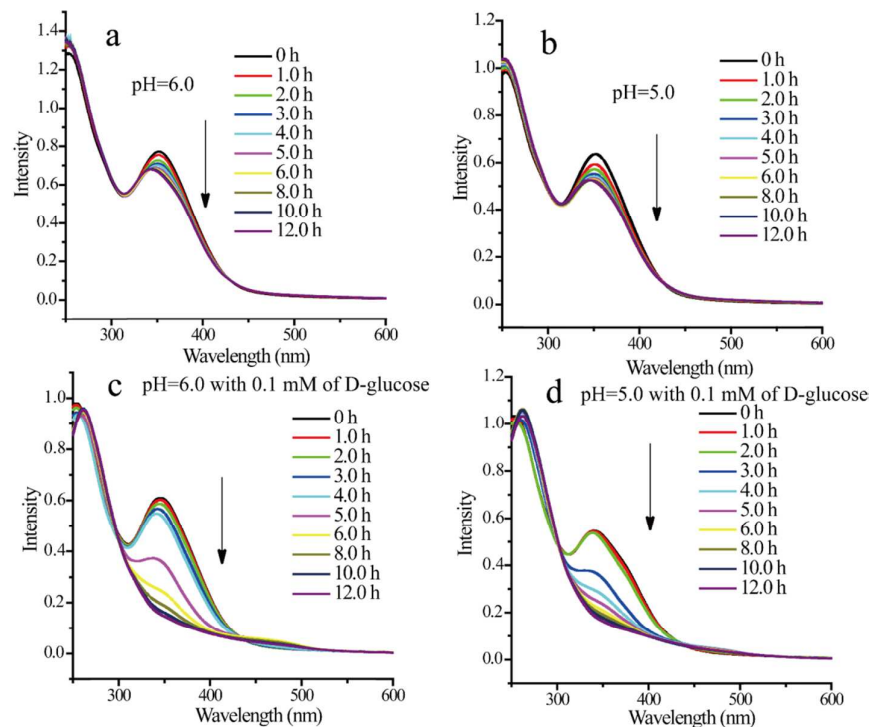 a
pH=6.0
0 h
1.0 h
2.0 h
3.0 h
4.0 h
5.0 h
6.0 h
8.0 h
10.0 h
12.0 h
Intensity
1.4
1.2
1.0
0.8
0.6
0.4
0.2
0.0
300
400
500
600
Wavelength (nm)
b
pH=5.0
0 h
1.0 h
2.0 h
3.0 h
4.0 h
5.0 h
6.0 h
8.0 h
10.0 h
12.0 h
Intensity
1.2
1.0
0.8
0.6
0.4
0.2
0.0
300
400
500
600
Wavelength (nm)
c
pH=6.0 with 0.1 mM of D-glucose
0 h
1.0 h
2.0 h
3.0 h
4.0 h
5.0 h
6.0 h
8.0 h
10.0 h
12.0 h
Intensity
1.0
0.8
0.6
0.4
0.2
0.0
300
400
500
600
Wavelength (nm)
d
pH=5.0 with 0.1 mM of D-glucose
0 h
1.0 h
2.0 h
3.0 h
4.0 h
5.0 h
6.0 h
8.0 h
10.0 h
12.0 h
Intensity
1.2
1.0
0.8
0.6
0.4
0.2
0.0
300
400
500
600
Wavelength (nm)